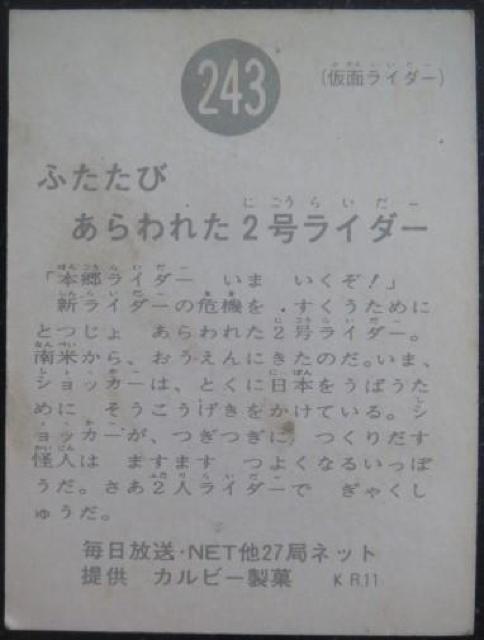 243
(仮面ライダー)
ふたたび
あらわれた2号ライダー
「本郷ライダー いま いくぞ！」
新ライダーの危機を、すくうために
とつじょ あらわれた2号ライダー。
南米から、おうえんにきたのだ。いま、
ショッカーは、とくに日本をうばうた
めに そうこうげきをかけている。シ
ョッカーが、つぎつぎに、つくりだす
怪人は ますます つよくなるいっぽ
うだ。さあ2人ライダーで ぎゃくし
ゅうだ。
毎日放送・NET他27局ネット
提供 カルビー製菓 KR11